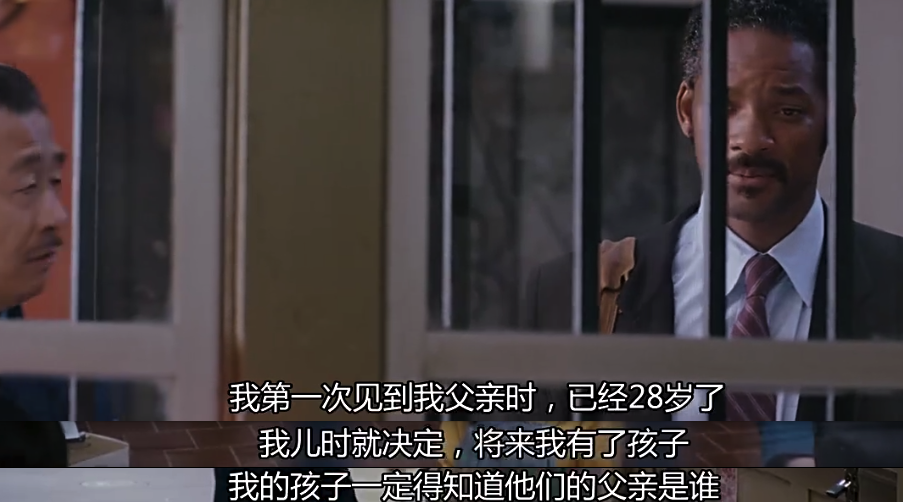 我第一次见到我父亲时，已经28岁了
我儿时就决定，将来我有了孩子
我的孩子一定得知道他们的父亲是谁